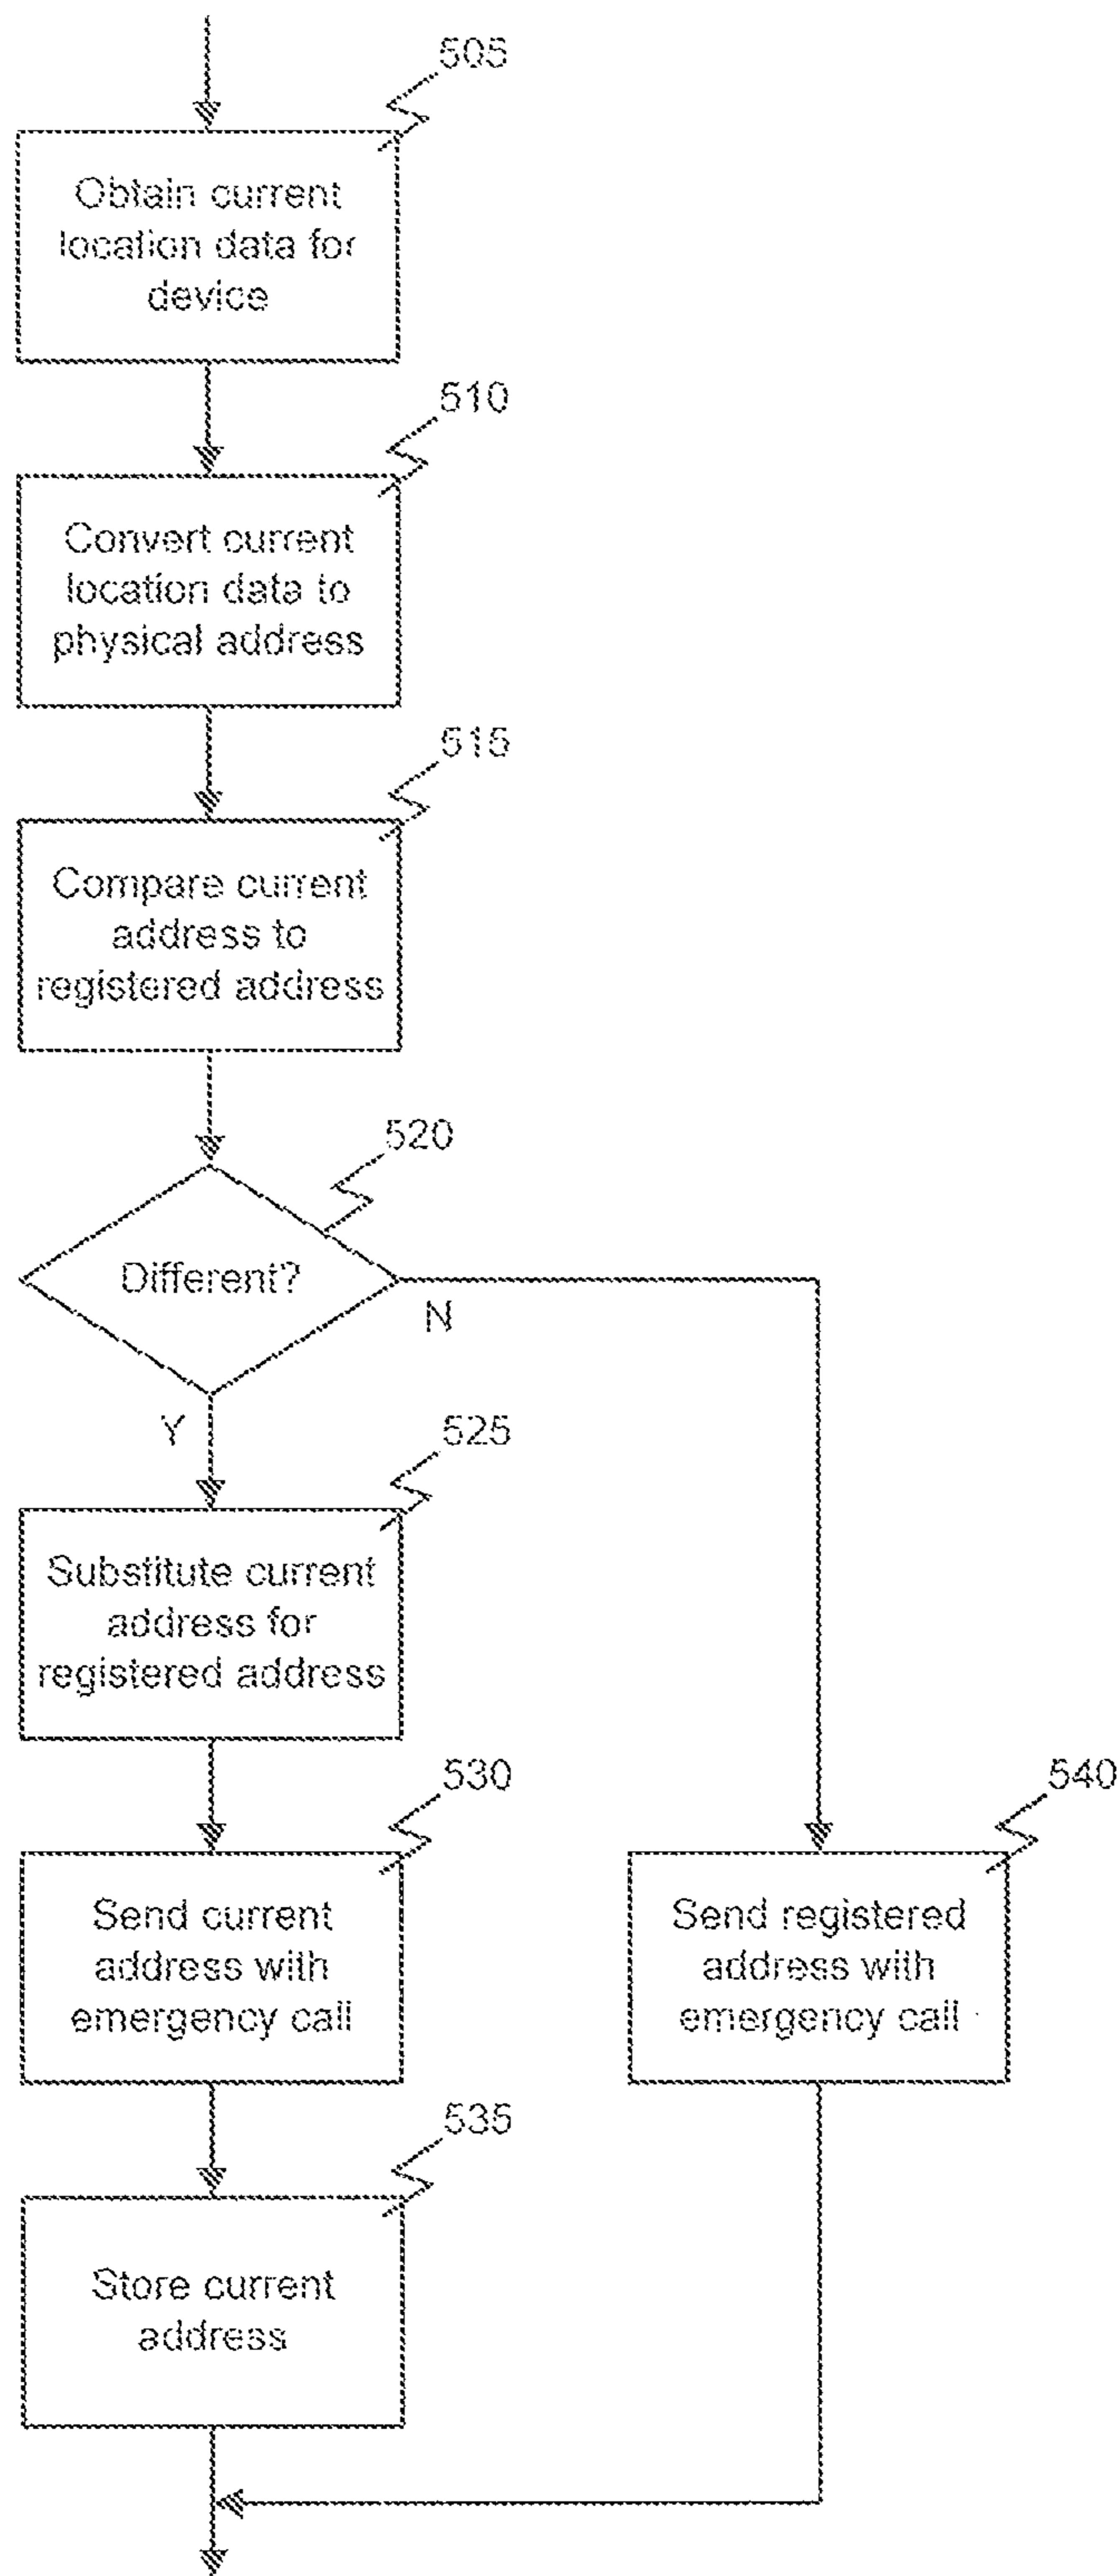 505
Obtain current
location data for
device
510
Convert current
location data to
physical address
515
Compare current
address to
registered address
520
Different?
N
Y
525
Substitute current
address for
registered address
530
Send current
address with
emergency call
540
Send registered
address with
emergency call
535
Store current
address